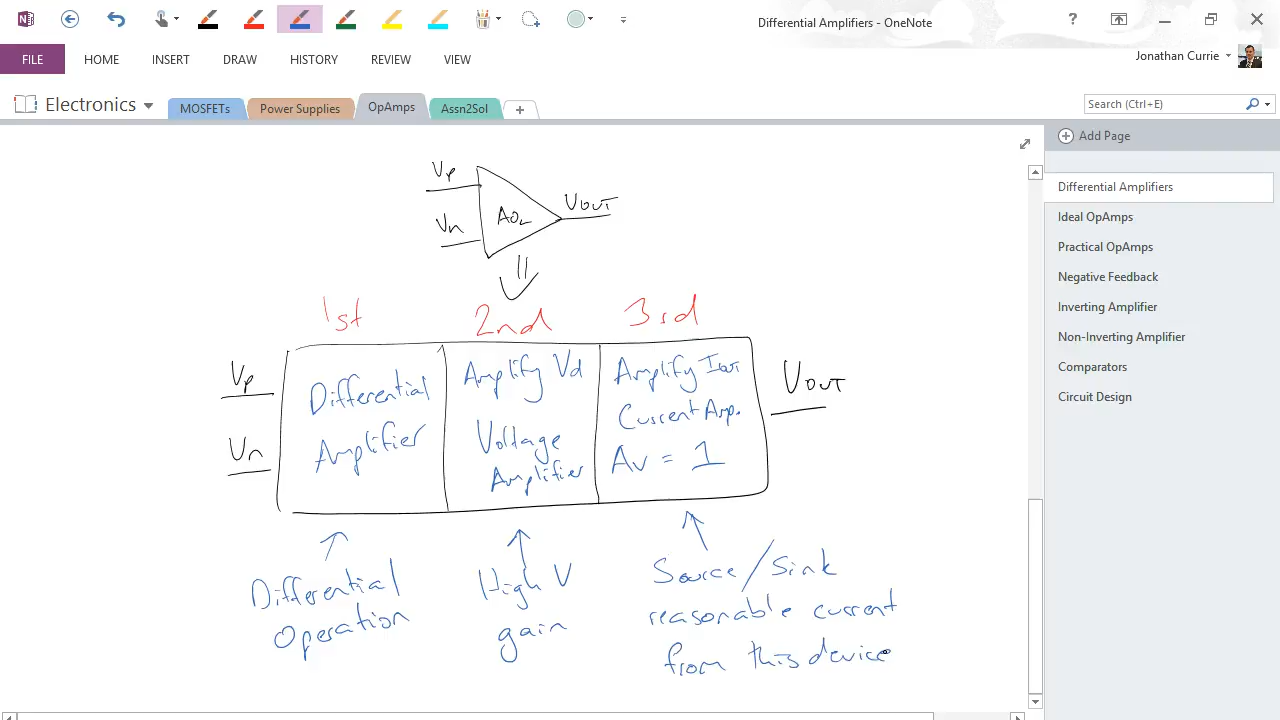 Differential Amplifiers - OneNote
?
Jonathan Currie
FILE HOME INSERT DRAW HISTORY REVIEW VIEW
Electronics
MOSFETs Power Supplies OpAmps Assn2Sol +
Search (Ctrl+E)
Add Page
Differential Amplifiers
Ideal OpAmps
Practical OpAmps
Negative Feedback
Inverting Amplifier
Non-Inverting Amplifier
Comparators
Circuit Design
Vp
Vn
AOL
VOUT
1st 2nd 3rd
Vp
Vn
Differential
Amplifier
Amplify Vd
Voltage
Amplifier
Amplify IOUT
Current Amp.
Av = 1
VOUT
Differential
Operation
High V
gain
Source/Sink
reasonable current
from this device